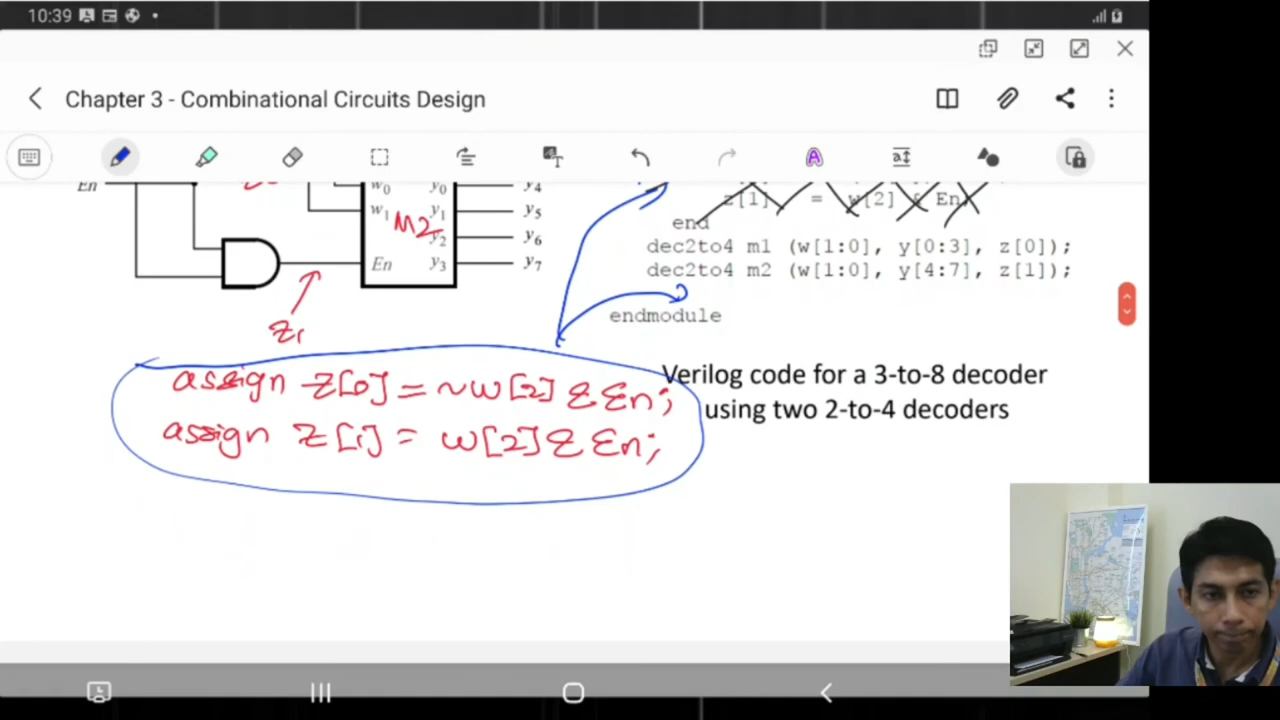 10:39
Chapter 3 - Combinational Circuits Design
En
w0 y0 y4
w1 y1 y5
M2
y2 y6
En y3 y7
z1
z[1] = w[2] & En;
end
dec2to4 m1 (w[1:0], y[0:3], z[0]);
dec2to4 m2 (w[1:0], y[4:7], z[1]);
endmodule
Verilog code for a 3-to-8 decoder
using two 2-to-4 decoders
assign z[0] = ~w[2] & En;
assign z[1] = w[2] & En;